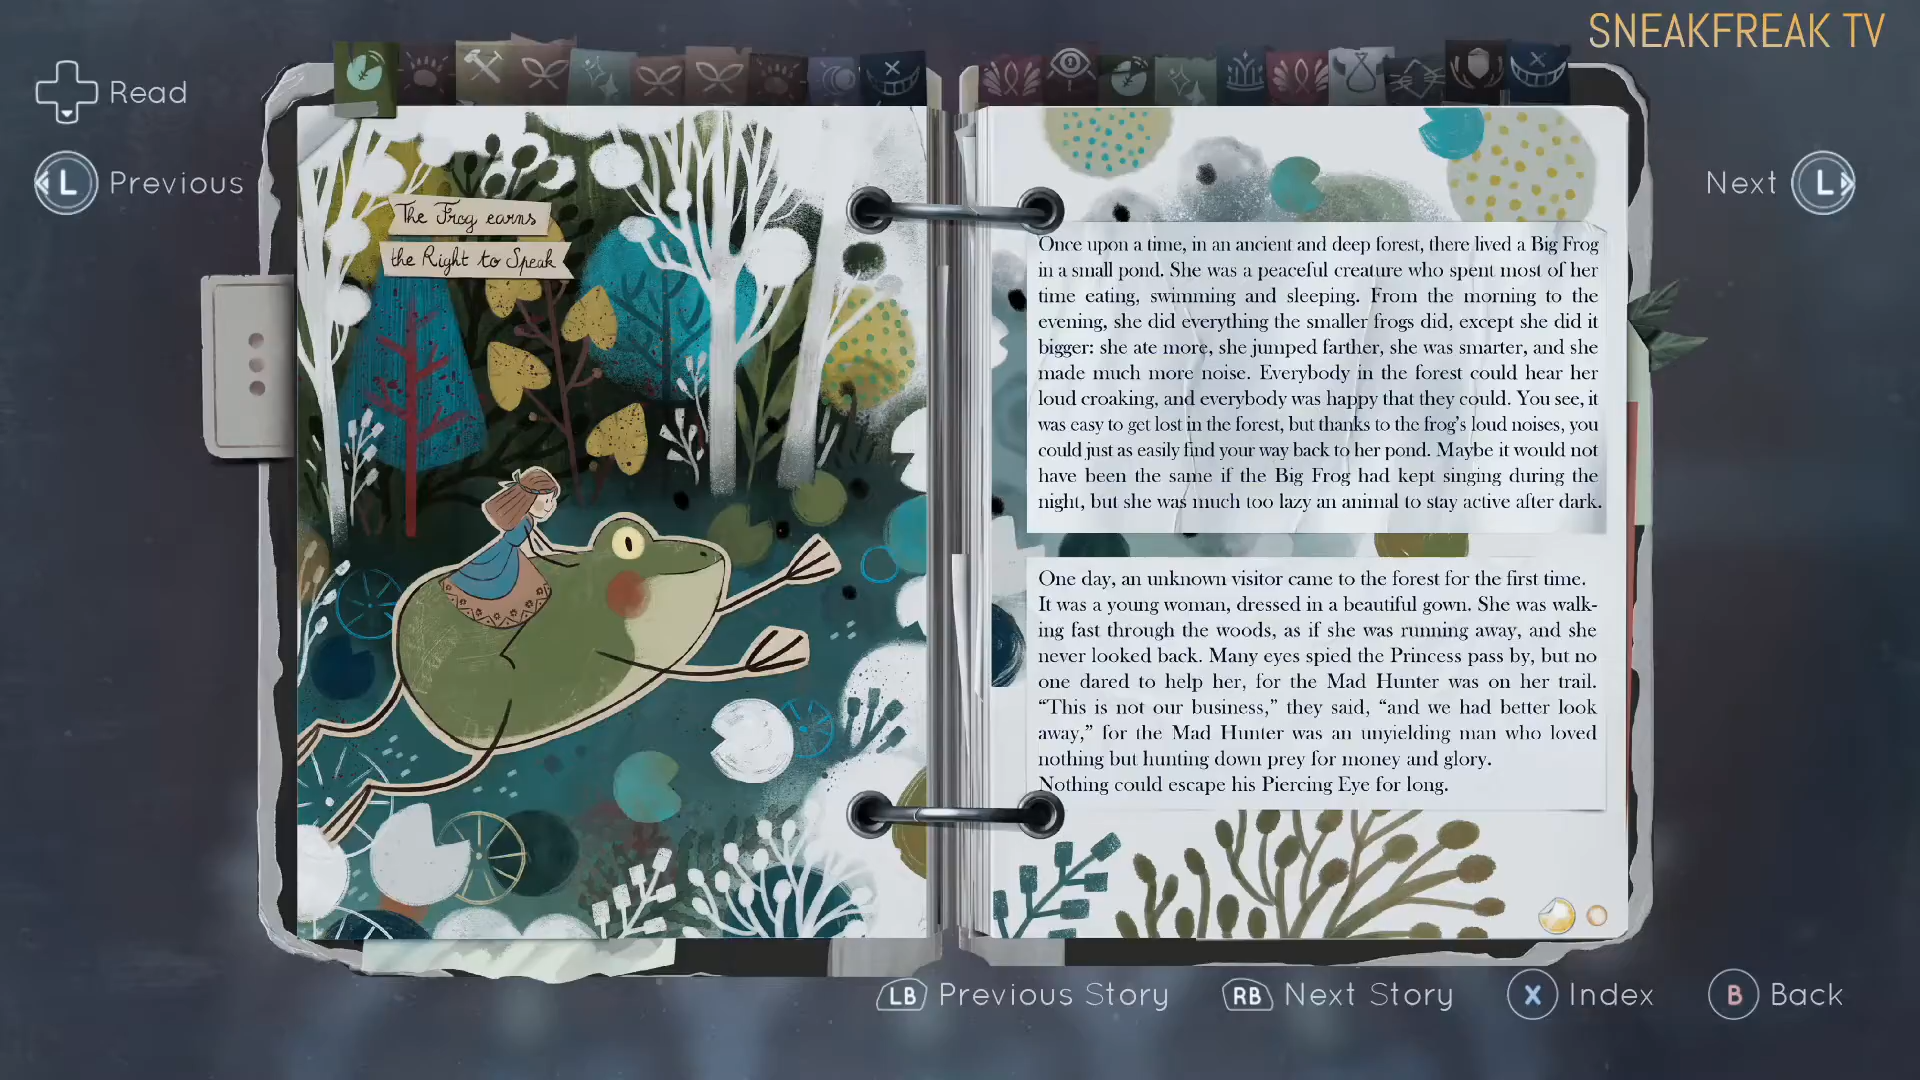 SNEAKFREAK TV
Read
L Previous
Next L
The Frog earns
the Right to Speak
Once upon a time, in an ancient and deep forest, there lived a Big Frog
in a small pond. She was a peaceful creature who spent most of her
time eating, swimming and sleeping. From the morning to the
evening, she did everything the smaller frogs did, except she did it
bigger: she ate more, she jumped farther, she was smarter, and she
made much more noise. Everybody in the forest could hear her
loud croaking, and everybody was happy that they could. You see, it
was easy to get lost in the forest, but thanks to the frog's loud noises, you
could just as easily find your way back to her pond. Maybe it would not
have been the same if the Big Frog had kept singing during the
night, but she was much too lazy an animal to stay active after dark.
One day, an unknown visitor came to the forest for the first time.
It was a young woman, dressed in a beautiful gown. She was walk-
ing fast through the woods, as if she was running away, and she
never looked back. Many eyes spied the Princess pass by, but no
one dared to help her, for the Mad Hunter was on her trail.
“This is not our business,” they said, “and we had better look
away,” for the Mad Hunter was an unyielding man who loved
nothing but hunting down prey for money and glory.
Nothing could escape his Piercing Eye for long.
LB Previous Story RB Next Story X Index B Back